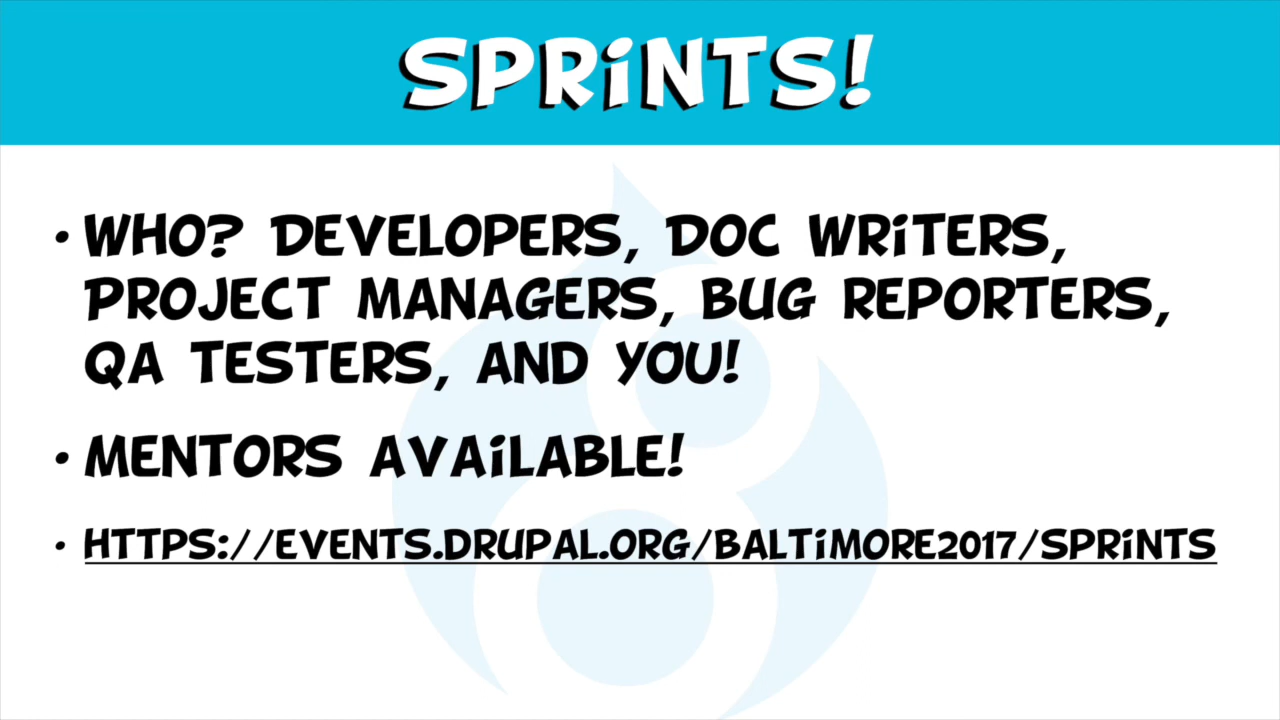 SPRiNTS!
• WHO? DEVELOPERS, DOC WRiTERS,
PROJECT MANAGERS, BUG REPORTERS,
QA TESTERS, AND YOU!
• MENTORS AVAiLABLE!
• HTTPS://EVENTS.DRUPAL.ORG/BALTiMORE2017/SPRiNTS